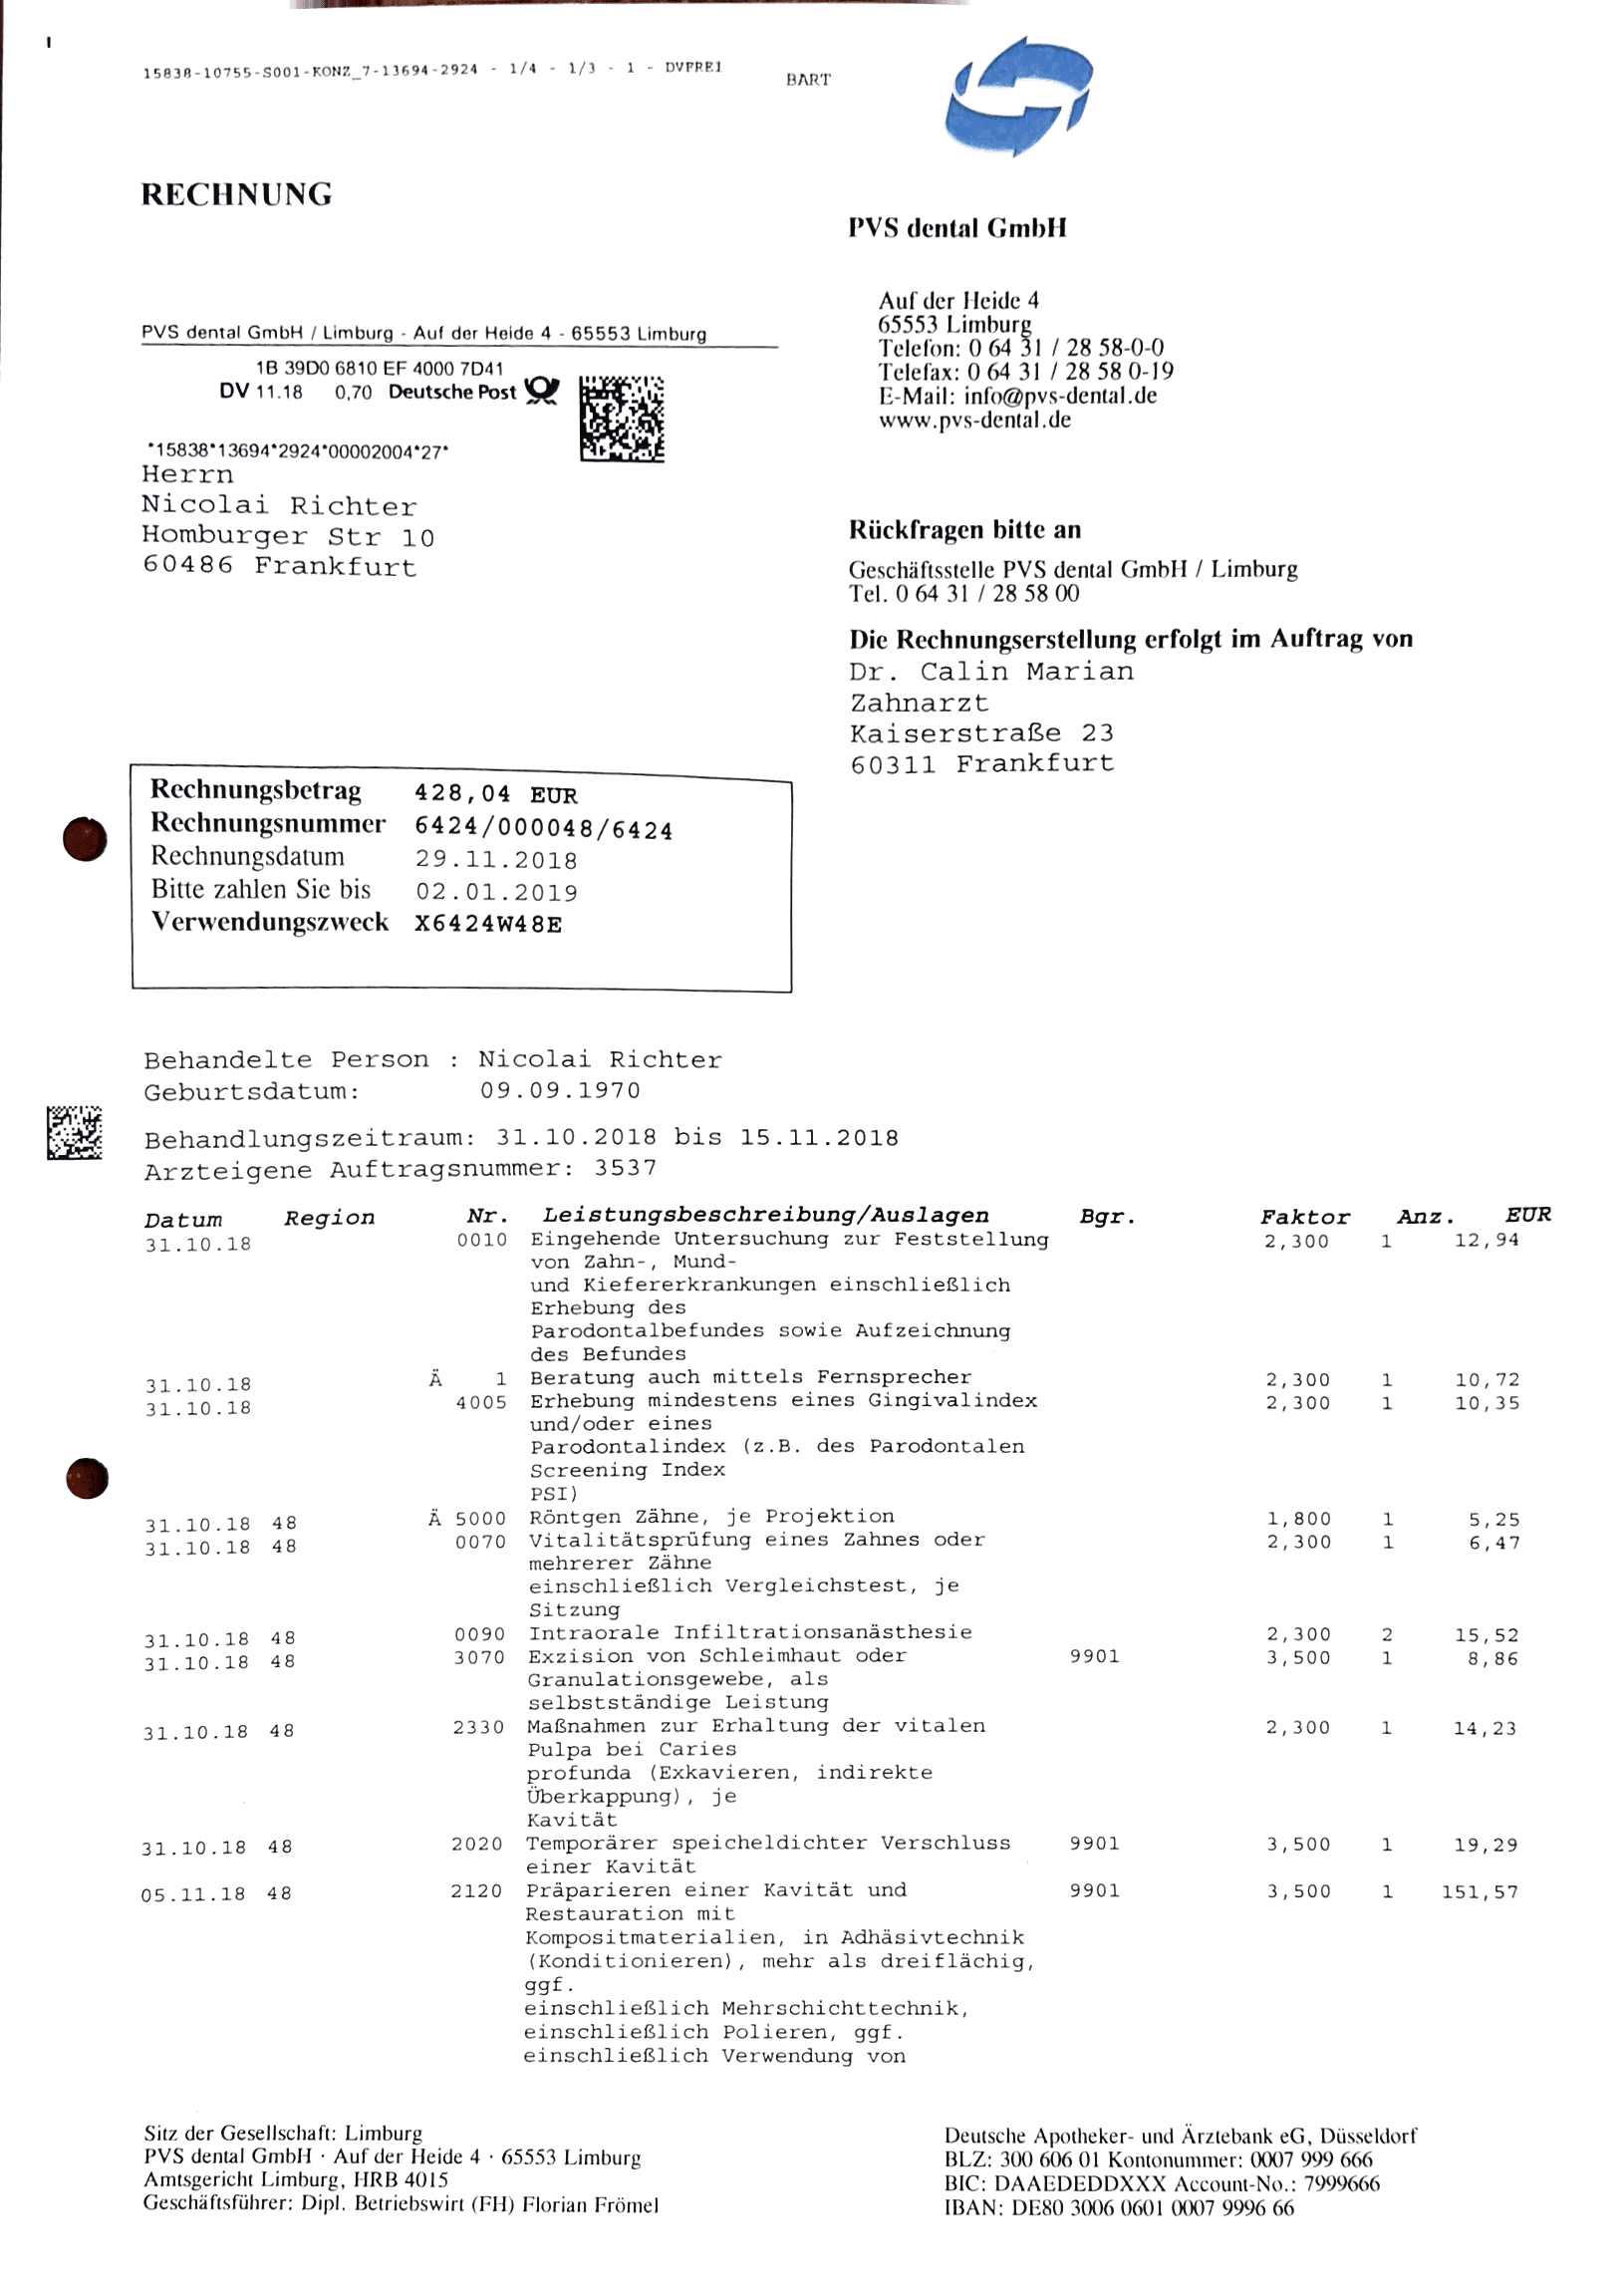 15838-10755-S001-KONZ_7-13694-2924 - 1/4 - 1/3 - 1 - DVFREI
BART
RECHNUNG
PVS dental GmbH
Auf der Heide 4
65553 Limburg
Telefon: 0 64 31 / 28 58-0-0
Telefax: 0 64 31 / 28 58 0-19
E-Mail: info@pvs-dental.de
www.pvs-dental.de
PVS dental GmbH / Limburg - Auf der Heide 4 - 65553 Limburg
1B 39D0 6810 EF 4000 7D41
DV 11.18 0,70 Deutsche Post
*15838*13694*2924*00002004*27*
Herrn
Nicolai Richter
Homburger Str 10
60486 Frankfurt
Rückfragen bitte an
Geschäftsstelle PVS dental GmbH / Limburg
Tel. 0 64 31 / 28 58 00
Die Rechnungserstellung erfolgt im Auftrag von
Dr. Calin Marian
Zahnarzt
Kaiserstraße 23
60311 Frankfurt
Rechnungsbetrag 428,04 EUR
Rechnungsnummer 6424/000048/6424
Rechnungsdatum 29.11.2018
Bitte zahlen Sie bis 02.01.2019
Verwendungszweck X6424W48E
Behandelte Person : Nicolai Richter
Geburtsdatum: 09.09.1970
Behandlungszeitraum: 31.10.2018 bis 15.11.2018
Arzteigene Auftragsnummer: 3537
Datum Region Nr. Leistungsbeschreibung/Auslagen Bgr. Faktor Anz. EUR
31.10.18 0010 Eingehende Untersuchung zur Feststellung 2,300 1 12,94
von Zahn-, Mund-
und Kiefererkrankungen einschließlich
Erhebung des
Parodontalbefundes sowie Aufzeichnung
des Befundes
31.10.18 Ä 1 Beratung auch mittels Fernsprecher 2,300 1 10,72
31.10.18 4005 Erhebung mindestens eines Gingivalindex 2,300 1 10,35
und/oder eines
Parodontalindex (z.B. des Parodontalen
Screening Index
PSI)
31.10.18 48 Ä 5000 Röntgen Zähne, je Projektion 1,800 1 5,25
31.10.18 48 0070 Vitalitätsprüfung eines Zahnes oder 2,300 1 6,47
mehrerer Zähne
einschließlich Vergleichstest, je
Sitzung
31.10.18 48 0090 Intraorale Infiltrationsanästhesie 2,300 2 15,52
31.10.18 48 3070 Exzision von Schleimhaut oder 9901 3,500 1 8,86
Granulationsgewebe, als
selbstständige Leistung
31.10.18 48 2330 Maßnahmen zur Erhaltung der vitalen 2,300 1 14,23
Pulpa bei Caries
profunda (Exkavieren, indirekte
Überkappung), je
Kavität
31.10.18 48 2020 Temporärer speicheldichter Verschluss 9901 3,500 1 19,29
einer Kavität
05.11.18 48 2120 Präparieren einer Kavität und 9901 3,500 1 151,57
Restauration mit
Kompositmaterialien, in Adhäsivtechnik
(Konditionieren), mehr als dreiflächig,
ggf.
einschließlich Mehrschichttechnik,
einschließlich Polieren, ggf.
einschließlich Verwendung von
Sitz der Gesellschaft: Limburg
PVS dental GmbH · Auf der Heide 4 · 65553 Limburg
Amtsgericht Limburg, HRB 4015
Geschäftsführer: Dipl. Betriebswirt (FH) Florian Frömel
Deutsche Apotheker- und Ärztebank eG, Düsseldorf
BLZ: 300 606 01 Kontonummer: 0007 999 666
BIC: DAAEDEDDXXX Account-No.: 7999666
IBAN: DE80 3006 0601 0007 9996 66